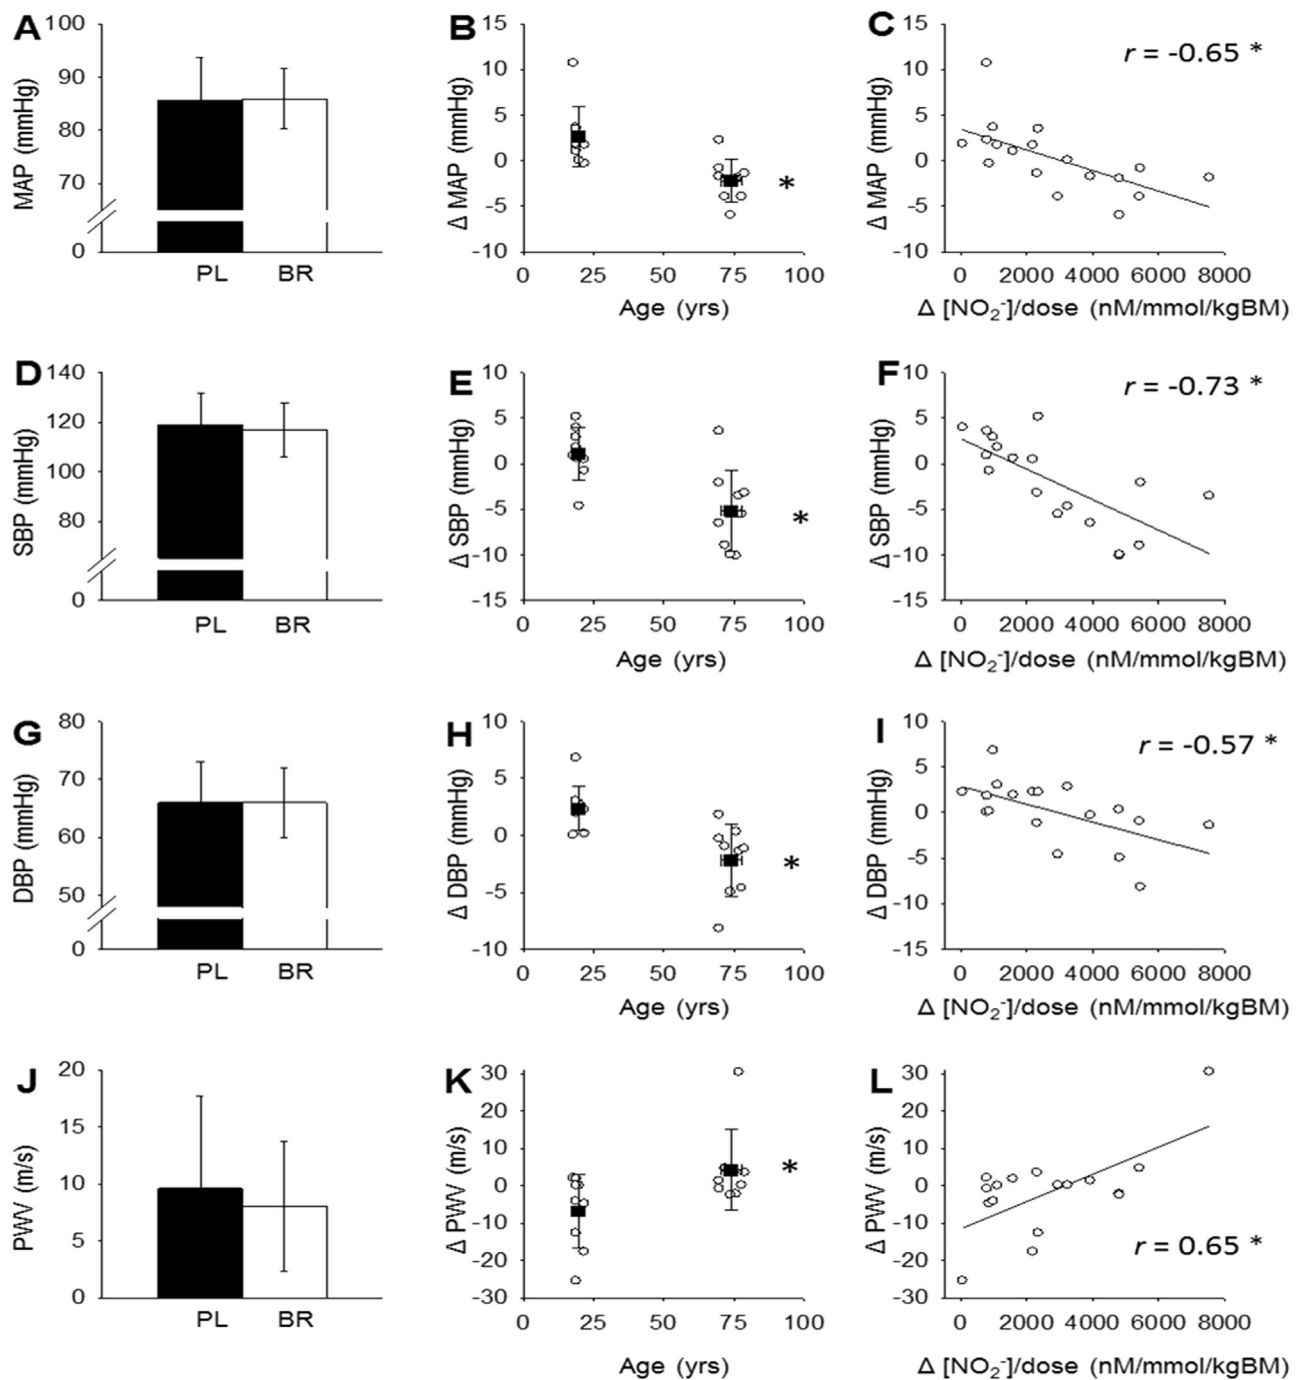 A
MAP (mmHg)
100
90
80
70
0
PL BR
B
Δ MAP (mmHg)
15
10
5
0
-5
-10
*
0 25 50 75 100
Age (yrs)
C
Δ MAP (mmHg)
15
10
5
0
-5
-10
r = -0.65 *
0 2000 4000 6000 8000
Δ [NO₂⁻]/dose (nM/mmol/kgBM)
D
SBP (mmHg)
140
120
100
80
0
PL BR
E
Δ SBP (mmHg)
10
5
0
-5
-10
-15
*
0 25 50 75 100
Age (yrs)
F
Δ SBP (mmHg)
10
5
0
-5
-10
-15
r = -0.73 *
0 2000 4000 6000 8000
Δ [NO₂⁻]/dose (nM/mmol/kgBM)
G
DBP (mmHg)
80
70
60
50
0
PL BR
H
Δ DBP (mmHg)
10
5
0
-5
-10
*
0 25 50 75 100
Age (yrs)
I
Δ DBP (mmHg)
10
5
0
-5
-10
-15
r = -0.57 *
0 2000 4000 6000 8000
Δ [NO₂⁻]/dose (nM/mmol/kgBM)
J
PWV (m/s)
20
15
10
5
0
PL BR
K
Δ PWV (m/s)
30
20
10
0
-10
-20
-30
*
0 25 50 75 100
Age (yrs)
L
Δ PWV (m/s)
30
20
10
0
-10
-20
-30
r = 0.65 *
0 2000 4000 6000 8000
Δ [NO₂⁻]/dose (nM/mmol/kgBM)